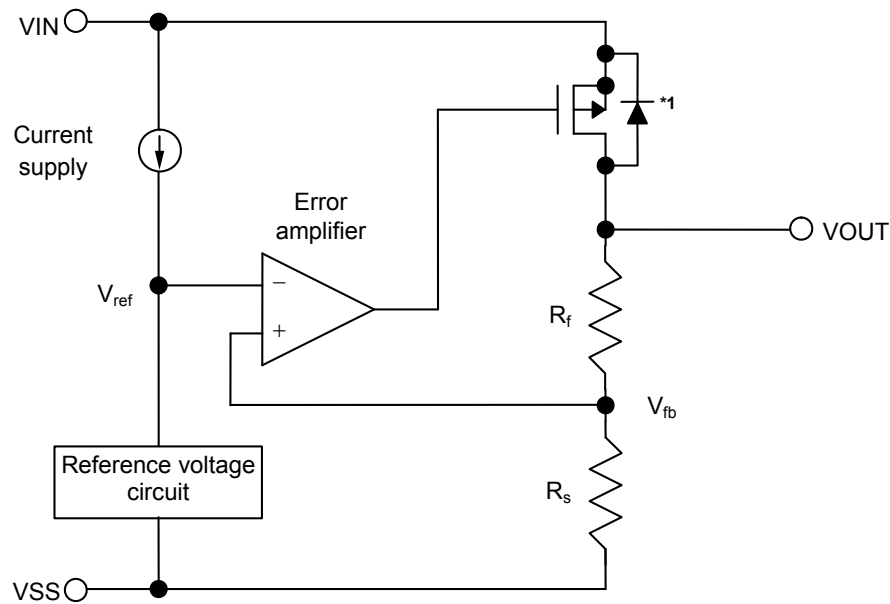 VIN
*1
Current
supply
Error
amplifier
VOUT
Vref
−
+
Rf
Vfb
Reference voltage
circuit
Rs
VSS